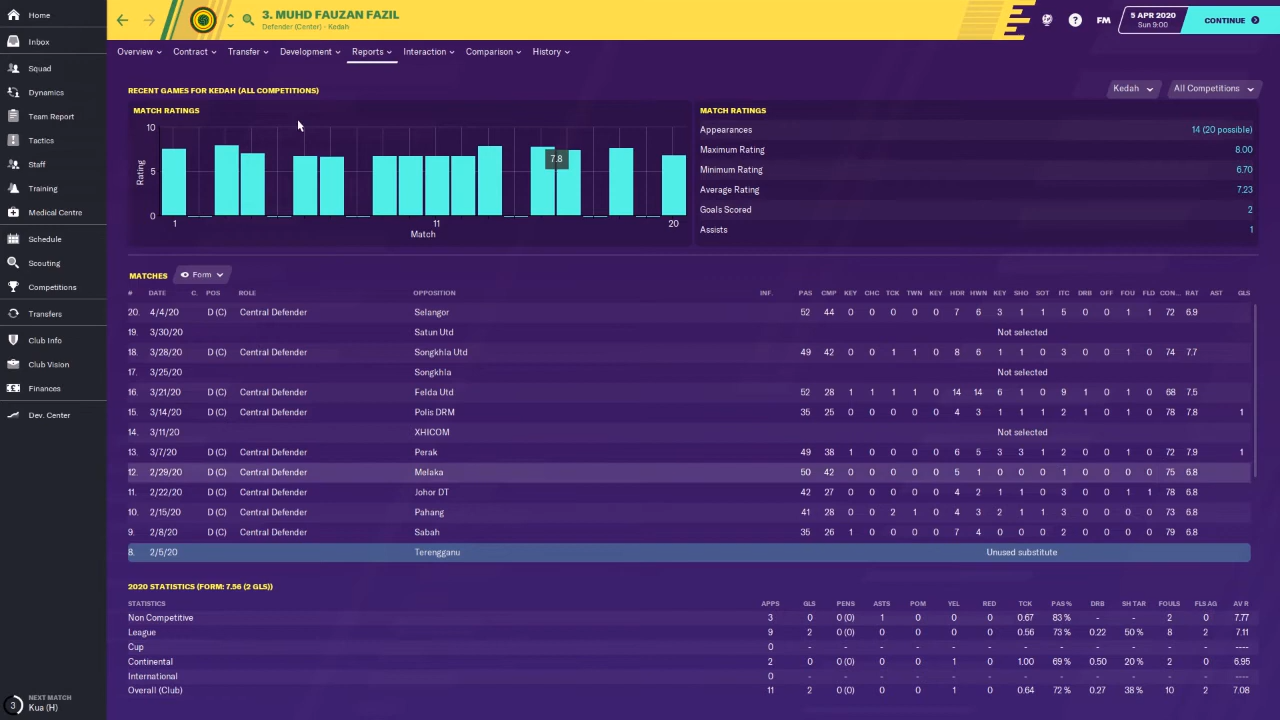 Home
3. MUHD FAUZAN FAZIL
Defender (Center) - Kedah
FM
5 APR 2020
Sun 9:00
CONTINUE
Inbox
Squad
Dynamics
Team Report
Tactics
Staff
Training
Medical Centre
Schedule
Scouting
Competitions
Transfers
Club Info
Club Vision
Finances
Dev. Center
NEXT MATCH
3 Kua (H)
Overview Contract Transfer Development Reports Interaction Comparison History
RECENT GAMES FOR KEDAH (ALL COMPETITIONS)
Kedah All Competitions
MATCH RATINGS
10
5
0
Rating
7.8
1 11 20
Match
MATCH RATINGS
Appearances 14 (20 possible)
Maximum Rating 8.00
Minimum Rating 6.70
Average Rating 7.23
Goals Scored 2
Assists 1
MATCHES Form
# DATE C. POS ROLE OPPOSITION INF. PAS CMP KEY CHC TCK TWN KEY HDR HWN KEY SHO SOT ITC DRB OFF FOU FLD CON... RAT AST GLS
20. 4/4/20 D (C) Central Defender Selangor 52 44 0 0 0 0 0 7 6 3 1 1 5 0 0 1 1 72 6.9
19. 3/30/20 Satun Utd Not selected
18. 3/28/20 D (C) Central Defender Songkhla Utd 49 42 0 0 1 1 0 8 6 1 1 0 3 0 0 1 0 74 7.7
17. 3/25/20 Songkhla Not selected
16. 3/21/20 D (C) Central Defender Felda Utd 52 28 1 1 1 1 0 14 14 6 1 0 9 1 0 0 0 68 7.5
15. 3/14/20 D (C) Central Defender Polis DRM 35 25 0 0 0 0 0 4 3 1 1 1 2 1 0 1 0 78 7.8 1
14. 3/11/20 XHICOM Not selected
13. 3/7/20 D (C) Central Defender Perak 49 38 1 0 0 0 0 6 5 3 3 1 2 0 0 1 0 72 7.9 1
12. 2/29/20 D (C) Central Defender Melaka 50 42 0 0 0 0 0 5 1 0 0 0 1 0 0 0 0 75 6.8
11. 2/22/20 D (C) Central Defender Johor DT 42 27 0 0 0 0 0 4 2 1 1 0 3 0 0 1 1 78 6.8
10. 2/15/20 D (C) Central Defender Pahang 41 28 0 0 2 1 0 4 3 2 1 1 3 0 0 1 0 73 6.8
9. 2/8/20 D (C) Central Defender Sabah 35 26 1 0 0 0 0 7 4 0 0 0 2 0 0 1 0 79 6.8
8. 2/5/20 Terengganu Unused substitute
2020 STATISTICS (FORM: 7.56 (2 GLS))
STATISTICS APPS GLS PENS ASTS POM YEL RED TCK PAS % DRB SH TAR FOULS FLS AG AV R
Non Competitive 3 0 0 (0) 1 0 0 0 0.67 83 % - - 2 0 7.77
League 9 2 0 (0) 0 0 0 0 0.56 73 % 0.22 50 % 8 2 7.11
Cup 0 - - - - - - - - - - - - ----
Continental 2 0 0 (0) 0 0 1 0 1.00 69 % 0.50 20 % 2 0 6.95
International 0 - - - - - - - - - - - - ----
Overall (Club) 11 2 0 (0) 0 0 1 0 0.64 72 % 0.27 38 % 10 2 7.08